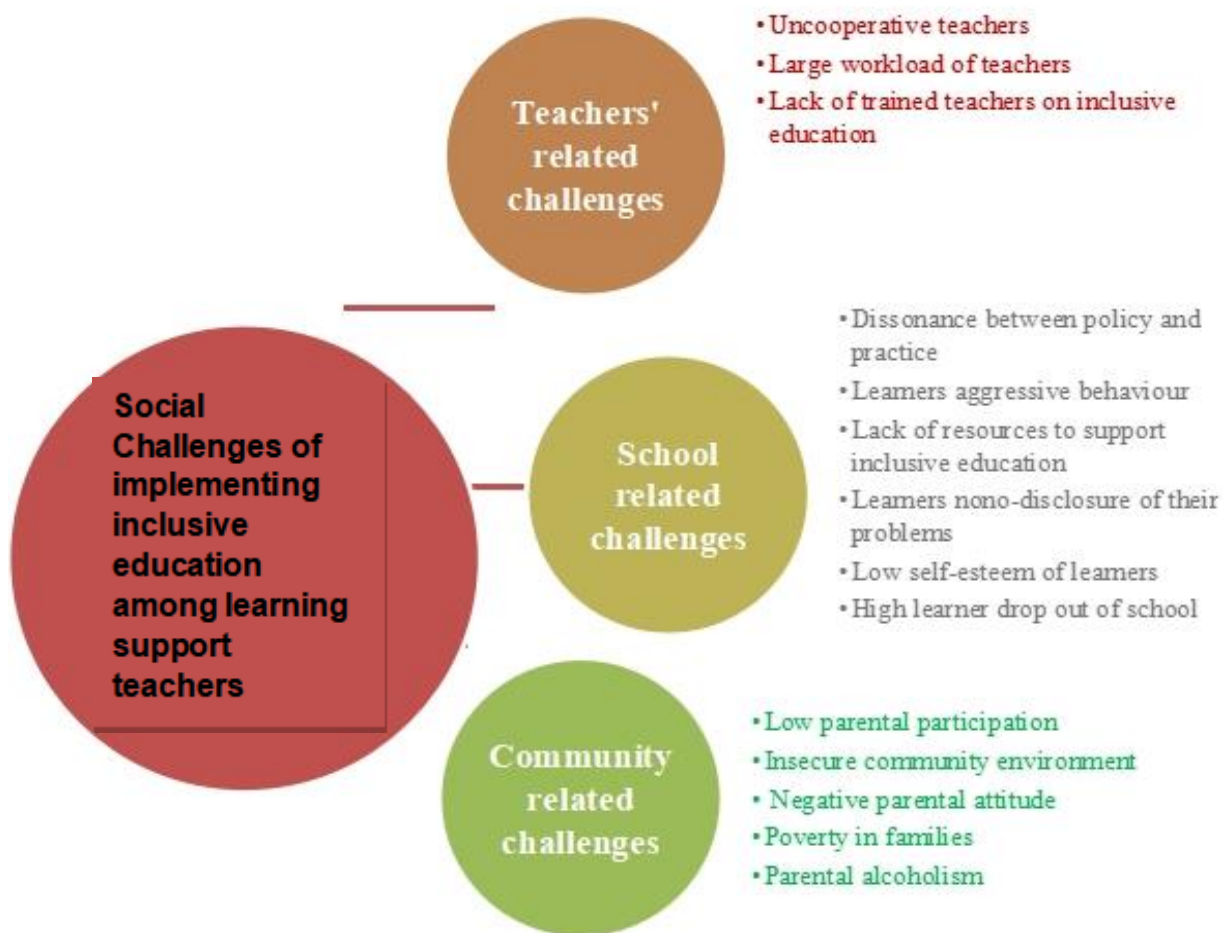 Social
Challenges of
implementing
inclusive
education
among learning
support
teachers
Teachers'
related
challenges
•Uncooperative teachers
•Large workload of teachers
•Lack of trained teachers on inclusive
education
School
related
challenges
•Dissonance between policy and
practice
•Learners aggressive behaviour
•Lack of resources to support
inclusive education
•Learners nono-disclosure of their
problems
•Low self-esteem of learners
•High learner drop out of school
Community
related
challenges
•Low parental participation
•Insecure community environment
• Negative parental attitude
•Poverty in families
•Parental alcoholism